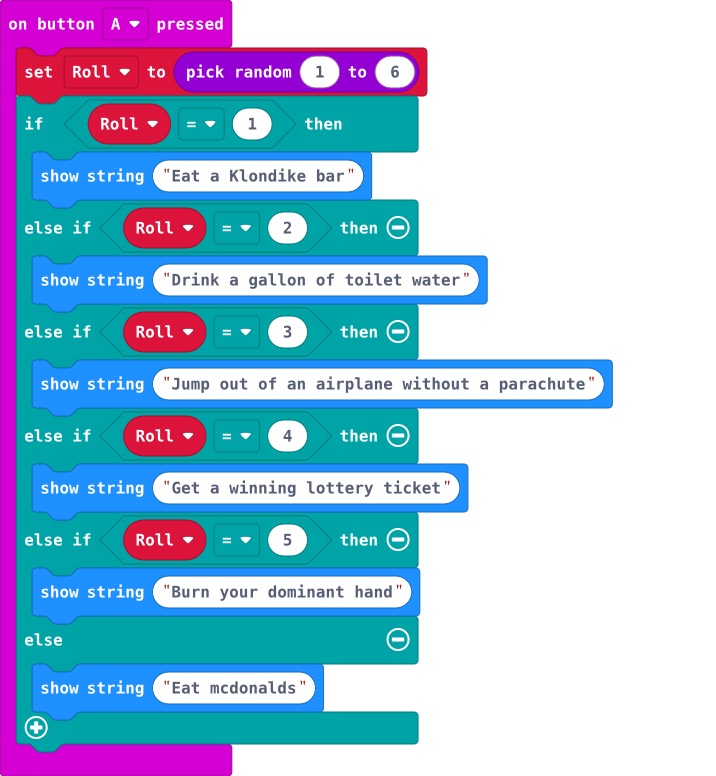 on button A pressed
set Roll to pick random 1 to 6
if Roll = 1 then
show string "Eat a Klondike bar"
else if Roll = 2 then
show string "Drink a gallon of toilet water"
else if Roll = 3 then
show string "Jump out of an airplane without a parachute"
else if Roll = 4 then
show string "Get a winning lottery ticket"
else if Roll = 5 then
show string "Burn your dominant hand"
else
show string "Eat mcdonalds"